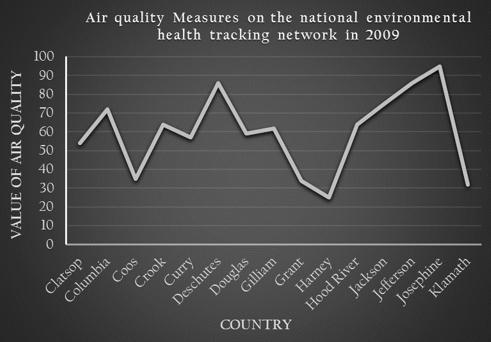 Air quality Measures on the national environmental
health tracking network in 2009
VALUE OF AIR QUALITY
100
90
80
70
60
50
40
30
20
10
0
Clatsop
Columbia
Coos
Crook
Curry
Deschutes
Douglas
Gilliam
Grant
Harney
Hood River
Jackson
Jefferson
Josephine
Klamath
COUNTRY